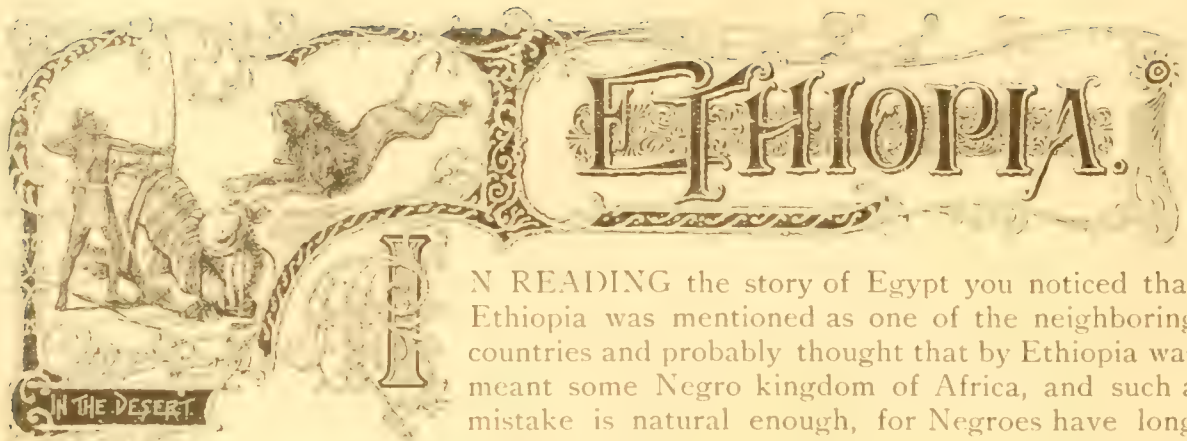 ETHIOPIA.
IN THE DESERT.
IN READING the story of Egypt you noticed tha
Ethiopia was mentioned as one of the neighboring
countries and probably thought that by Ethiopia wa
meant some Negro kingdom of Africa, and such a
mistake is natural enough, for Negroes have long